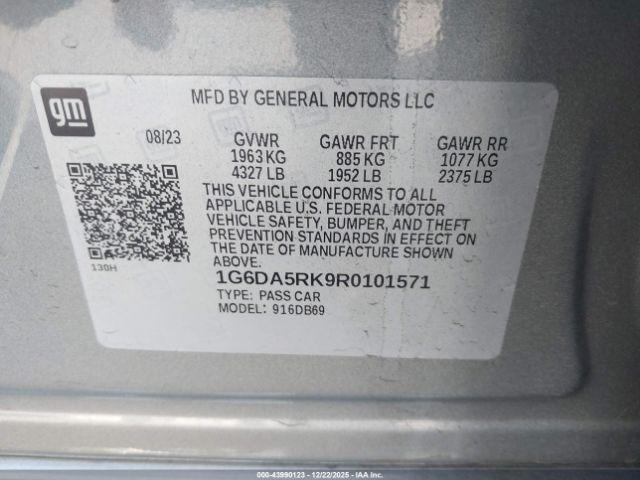 gm
MFD BY GENERAL MOTORS LLC
08/23 GVWR GAWR FRT GAWR RR
1963 KG 885 KG 1077 KG
4327 LB 1952 LB 2375 LB
THIS VEHICLE CONFORMS TO ALL
APPLICABLE U.S. FEDERAL MOTOR
VEHICLE SAFETY, BUMPER, AND THEFT
PREVENTION STANDARDS IN EFFECT ON
THE DATE OF MANUFACTURE SHOWN
ABOVE.
130H
1G6DA5RK9R0101571
TYPE: PASS CAR
MODEL: 916DB69
000-43990123 - 12/22/2025 - IAAI.COM